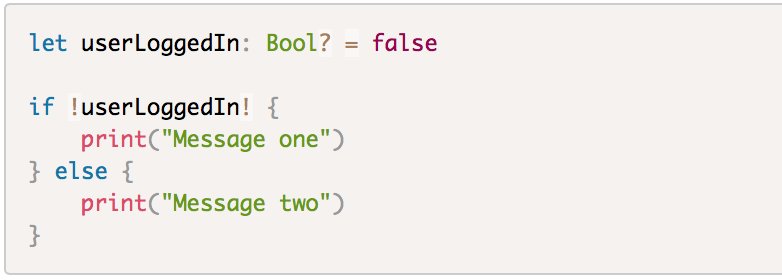 let userLoggedIn: Bool? = false
if !userLoggedIn! {
print("Message one")
} else {
print("Message two")
}